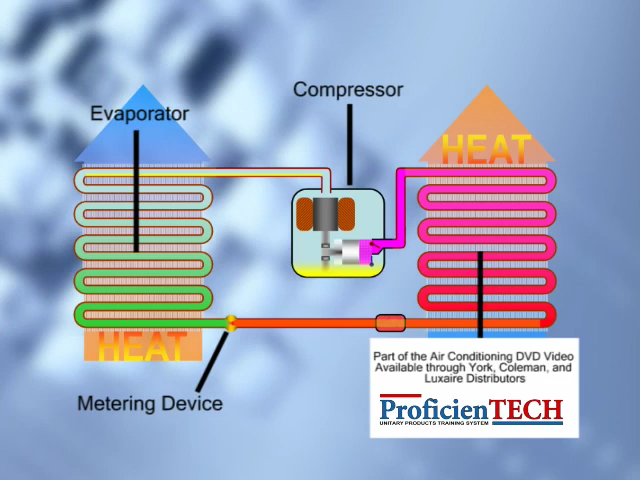 Compressor
Evaporator
HEAT
HEAT
Metering Device
Part of the Air Conditioning DVD Video
Available through York, Coleman, and
Luxaire Distributors
ProficienTECH
UNITARY PRODUCTS TRAINING SYSTEM